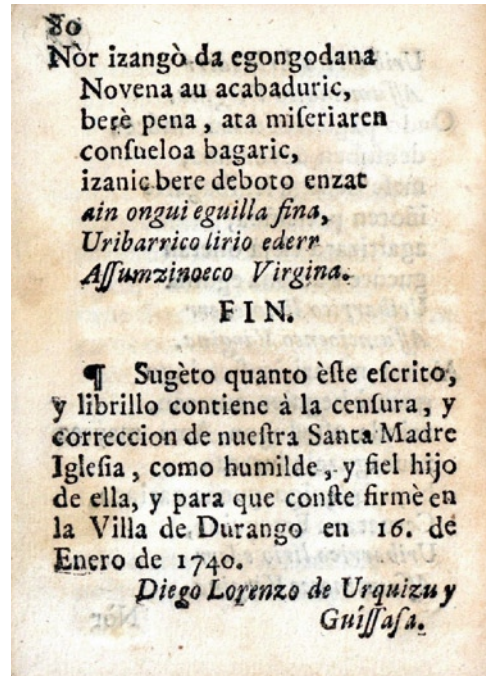 80
Nòr izangò da egongodana
Novena au acabaduric,
berè pena, ata miſeriaren
conſueloa bagaric,
izanic bere deboto enzat
ain ongui eguilla fina,
Uribarrico lirio ederr
Aſſumzinoeco Virgina.
FIN.
¶ Sugèto quanto èſte eſcrito,
y librillo contiene à la cenſura, y
correccion de nueſtra Santa Madre
Igleſia, como humilde, y fiel hijo
de ella, y para que conſte firmè en
la Villa de Durango en 16. de
Enero de 1740.
Diego Lorenzo de Urquizu y
Guiſſaſa.